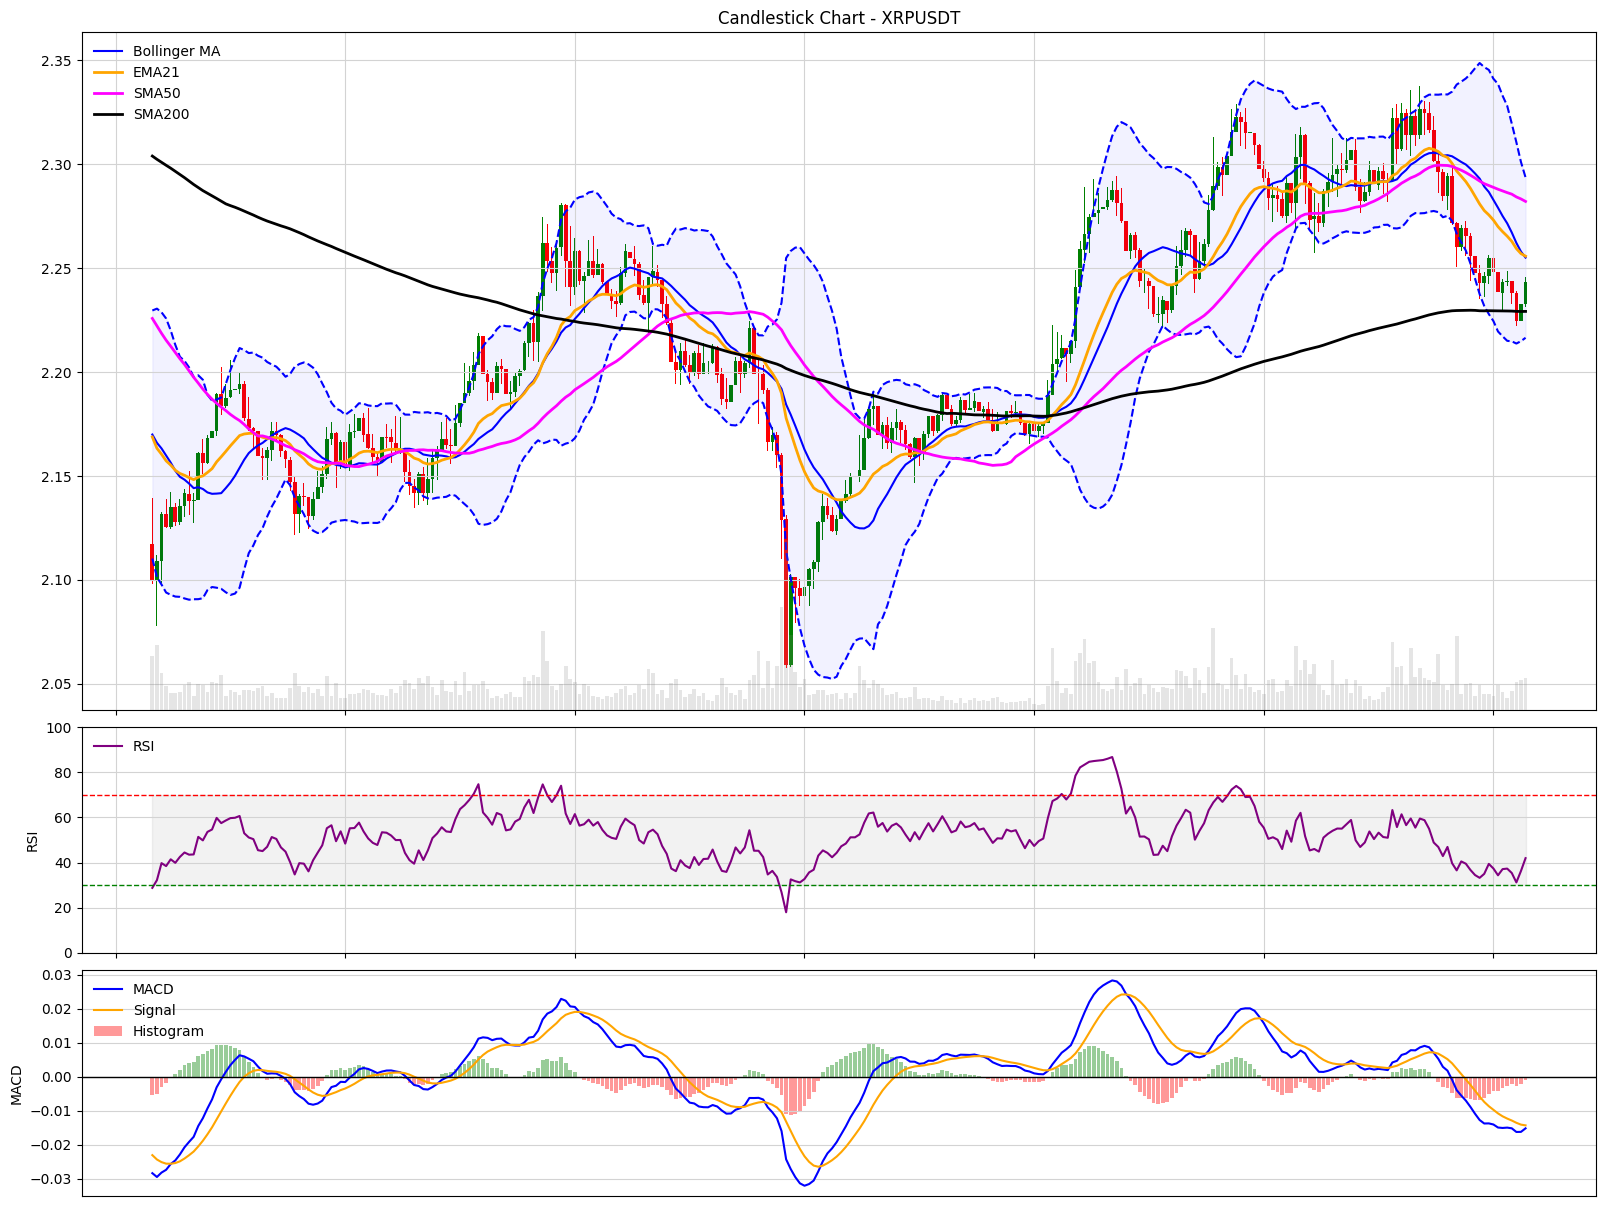 Candlestick Chart - XRPUSDT
Bollinger MA
EMA21
SMA50
SMA200
2.35
2.30
2.25
2.20
2.15
2.10
2.05
RSI
RSI
100
80
60
40
20
0
MACD
Signal
Histogram
MACD
0.03
0.02
0.01
0.00
−0.01
−0.02
−0.03